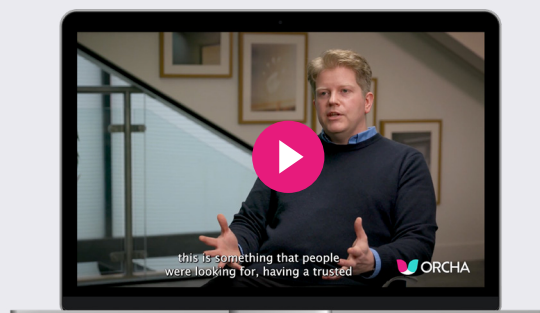 this is something that people
were looking for, having a trusted
ORCHA